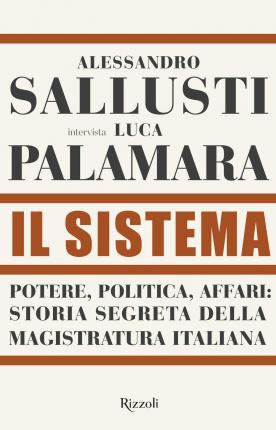 ALESSANDRO
SALLUSTI
intervista LUCA
PALAMARA
IL SISTEMA
POTERE, POLITICA, AFFARI:
STORIA SEGRETA DELLA
MAGISTRATURA ITALIANA
Rizzoli